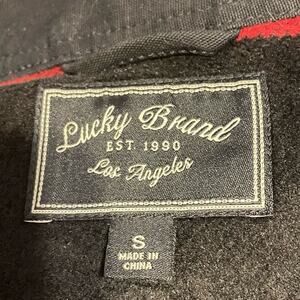 Lucky Brand
EST. 1990
Los Angeles
S
MADE IN
CHINA